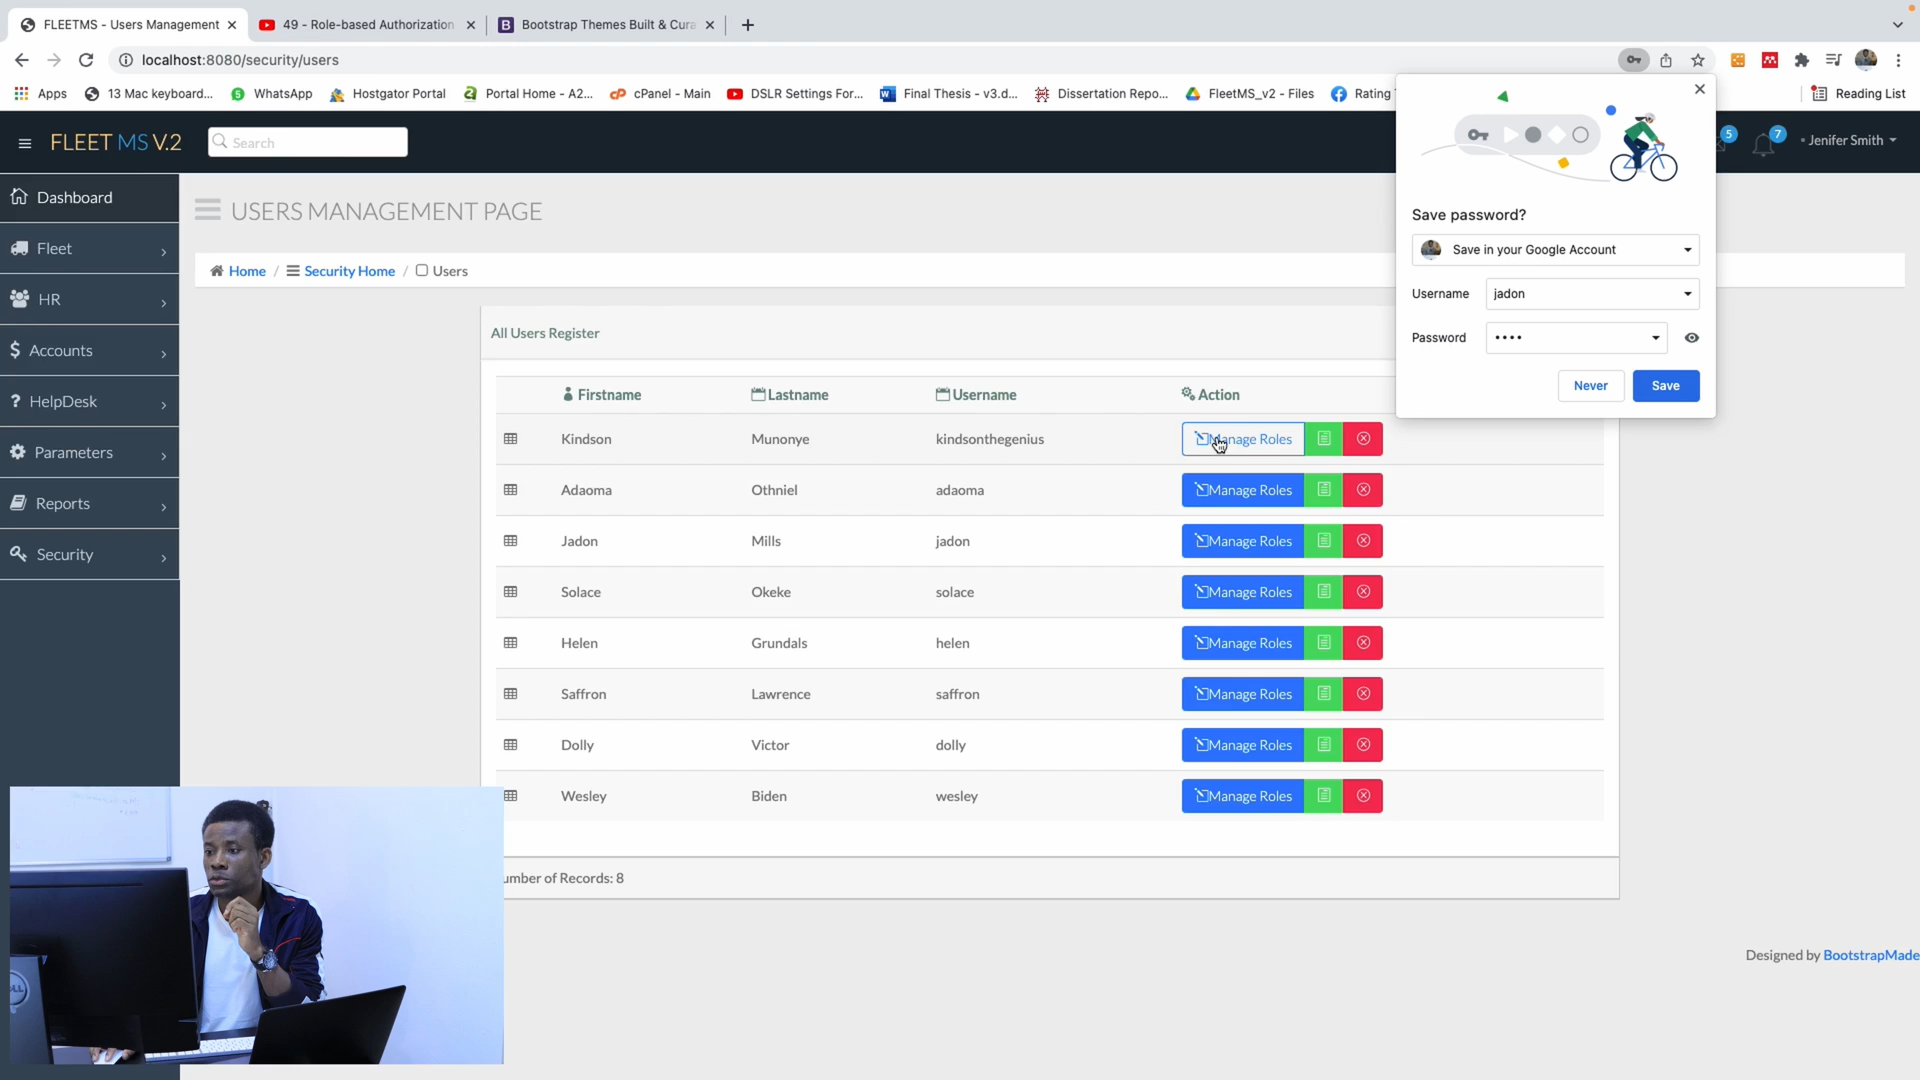 FLEETMS - Users Management
49 - Role-based Authorization
B Bootstrap Themes Built & Cura
localhost:8080/security/users
Apps
13 Mac keyboard...
WhatsApp
Hostgator Portal
Portal Home - A2...
cPanel - Main
DSLR Settings For...
Final Thesis - v3.d...
Dissertation Repo...
FleetMS_v2 - Files
Rating
Reading List
FLEET MS V.2
Search
5
7
Jenifer Smith
Dashboard
Fleet
HR
Accounts
HelpDesk
Parameters
Reports
Security
USERS MANAGEMENT PAGE
Home / Security Home / Users
All Users Register
Firstname Lastname Username Action
Kindson Munonye kindsonthegenius Manage Roles
Adaoma Othniel adaoma Manage Roles
Jadon Mills jadon Manage Roles
Solace Okeke solace Manage Roles
Helen Grundals helen Manage Roles
Saffron Lawrence saffron Manage Roles
Dolly Victor dolly Manage Roles
Wesley Biden wesley Manage Roles
umber of Records: 8
Save password?
Save in your Google Account
Username jadon
Password ••••
Never Save
Designed by BootstrapMade
DELL